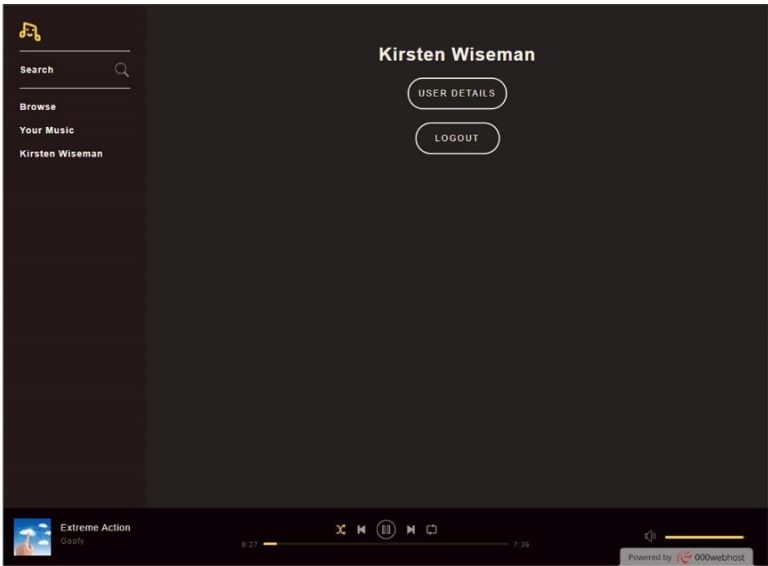 Search
Browse
Your Music
Kirsten Wiseman
Kirsten Wiseman
USER DETAILS
LOGOUT
Extreme Action
Goofy
0:27
7:36
Powered by 000webhost